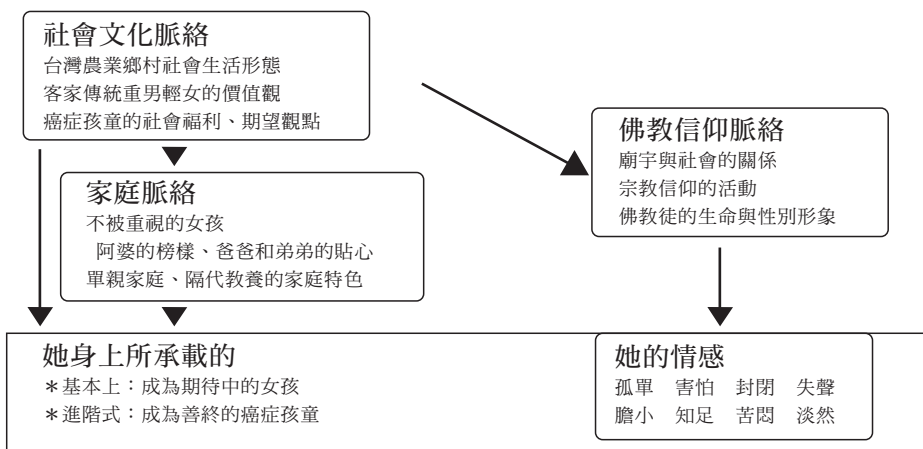 社會文化脈絡
台灣農業鄉村社會生活形態
客家傳統重男輕女的價值觀
癌症孩童的社會福利、期望觀點
佛教信仰脈絡
廟宇與社會的關係
宗教信仰的活動
佛教徒的生命與性別形象
家庭脈絡
不被重視的女孩
阿婆的榜樣、爸爸和弟弟的貼心
單親家庭、隔代教養的家庭特色
她身上所承載的
＊基本上：成為期待中的女孩
＊進階式：成為善終的癌症孩童
她的情感
孤單 害怕 封閉 失聲
膽小 知足 苦悶 淡然